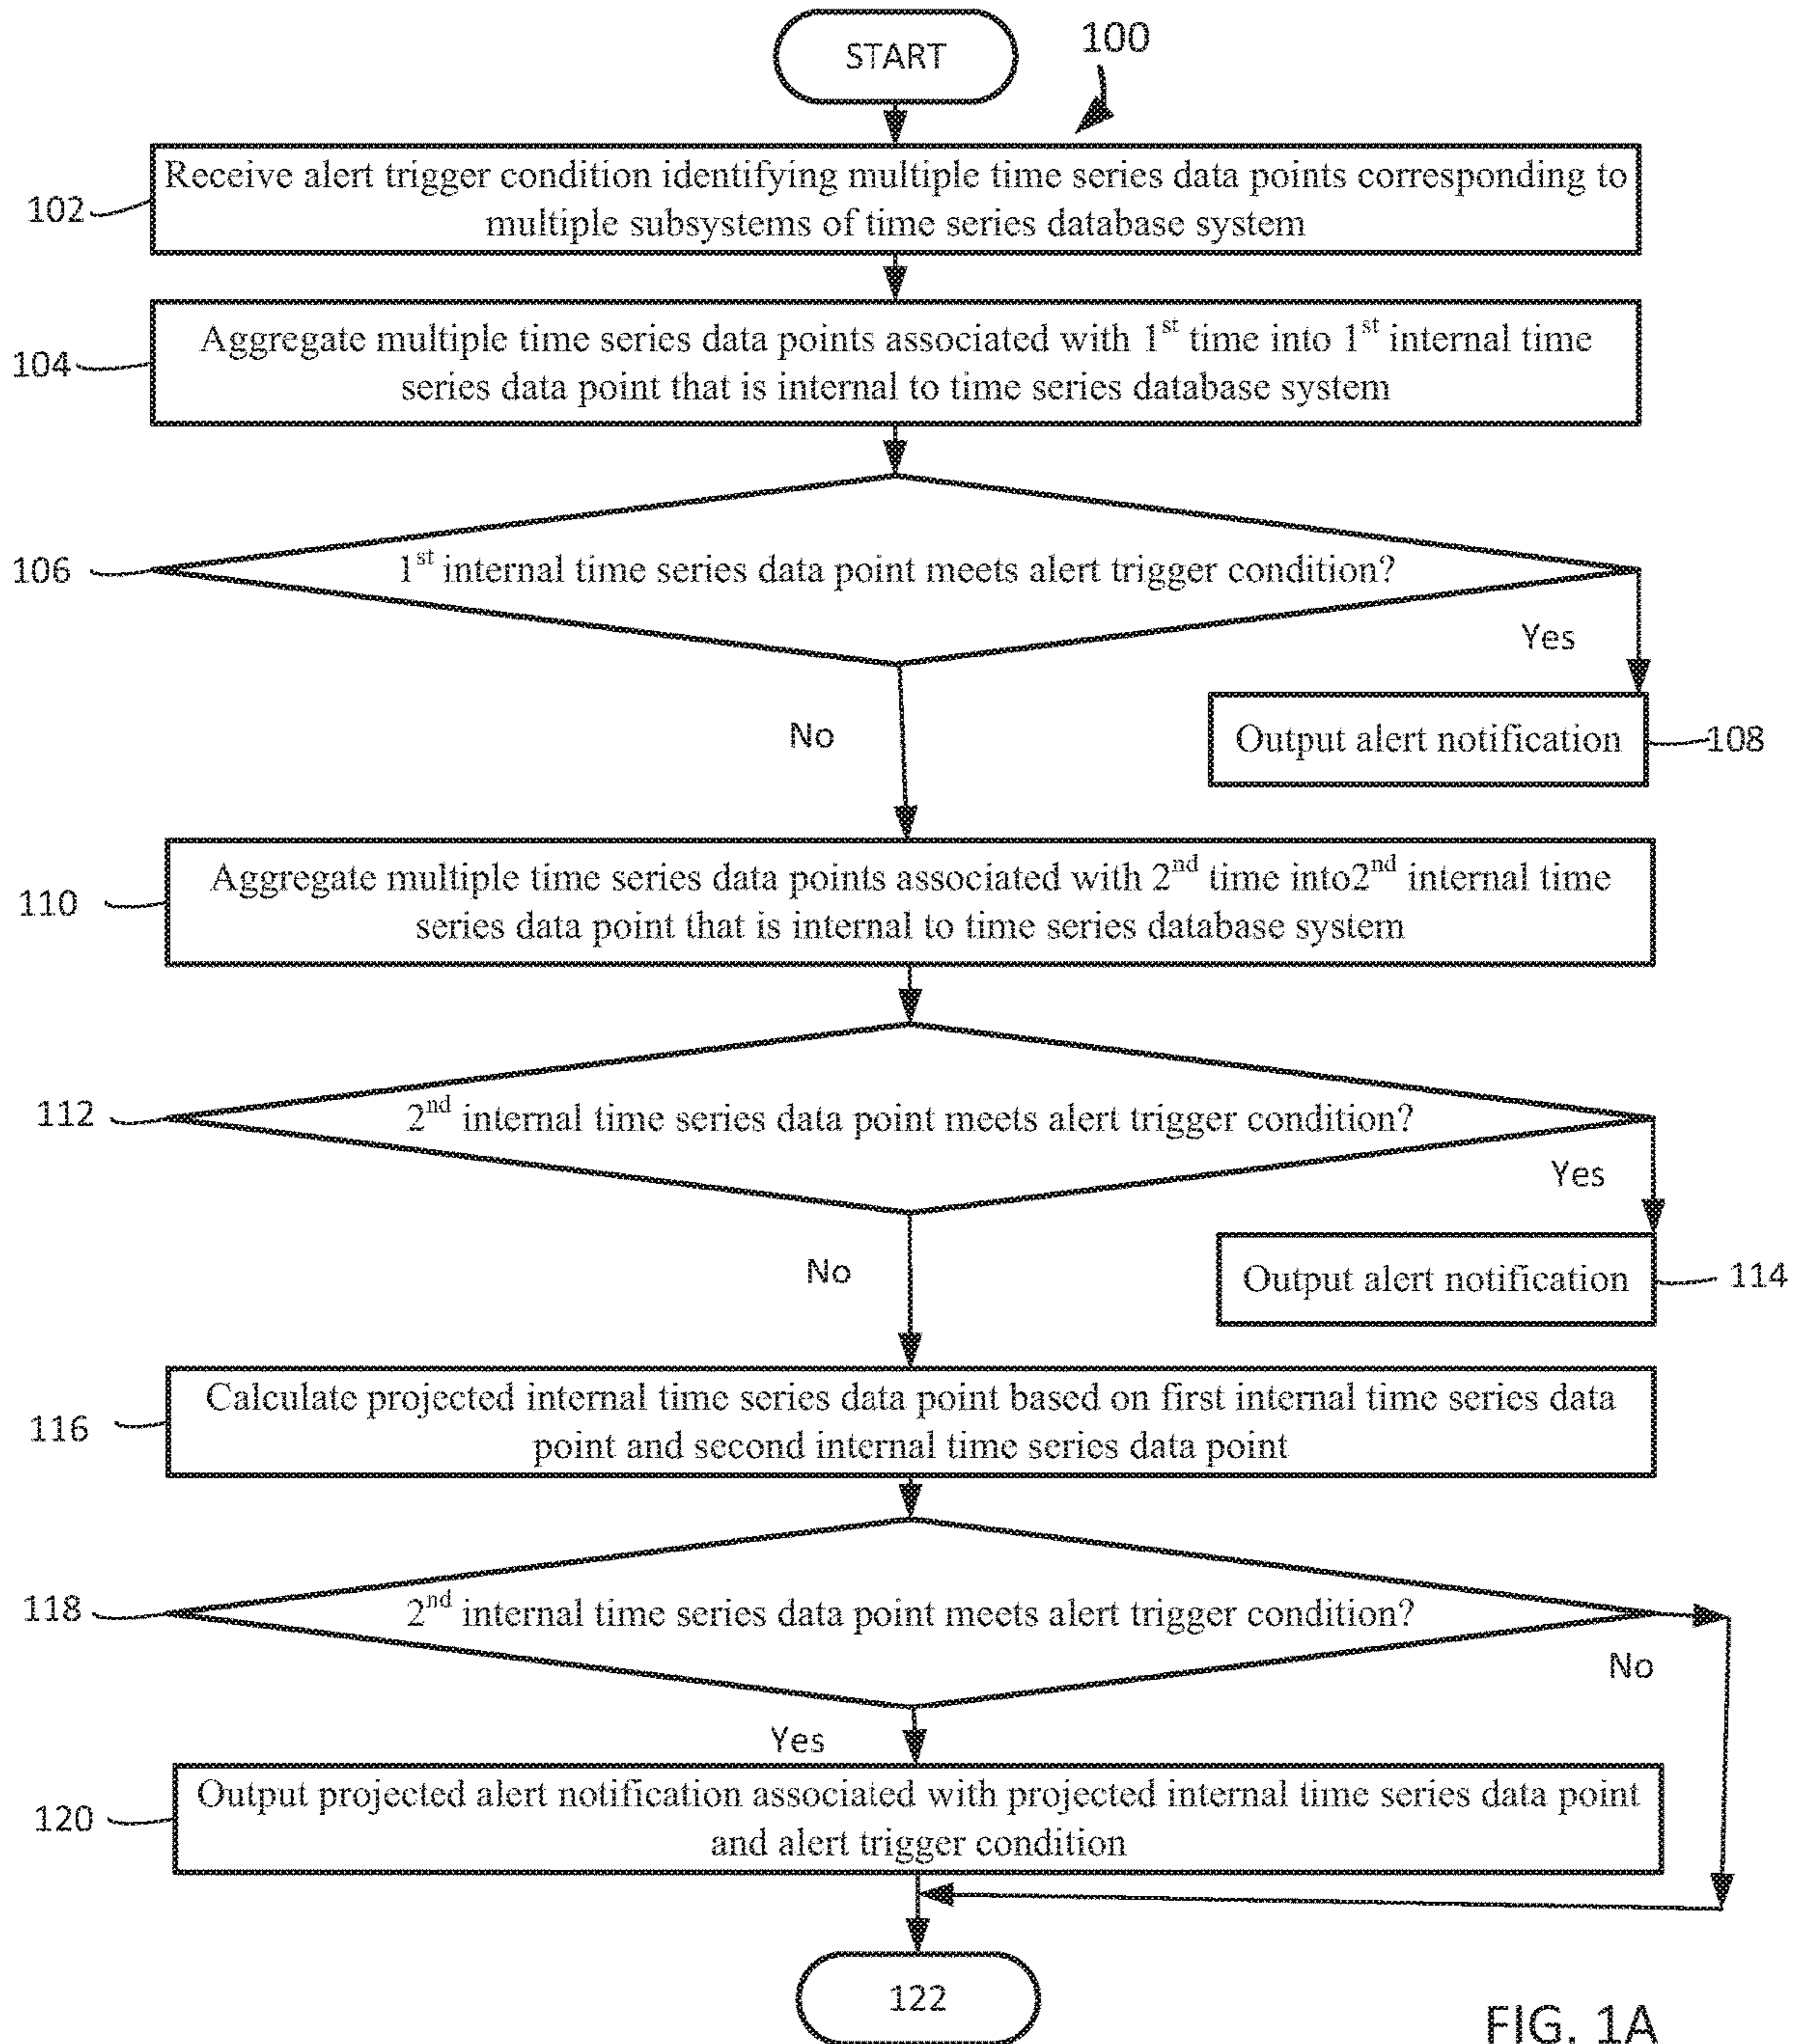 START
100
102
Receive alert trigger condition identifying multiple time series data points corresponding to
multiple subsystems of time series database system
104
Aggregate multiple time series data points associated with 1st time into 1st internal time
series data point that is internal to time series database system
106
1st internal time series data point meets alert trigger condition?
Yes
No
Output alert notification
108
110
Aggregate multiple time series data points associated with 2nd time into2nd internal time
series data point that is internal to time series database system
112
2nd internal time series data point meets alert trigger condition?
Yes
No
Output alert notification
114
116
Calculate projected internal time series data point based on first internal time series data
point and second internal time series data point
118
2nd internal time series data point meets alert trigger condition?
No
Yes
120
Output projected alert notification associated with projected internal time series data point
and alert trigger condition
122
FIG. 1A